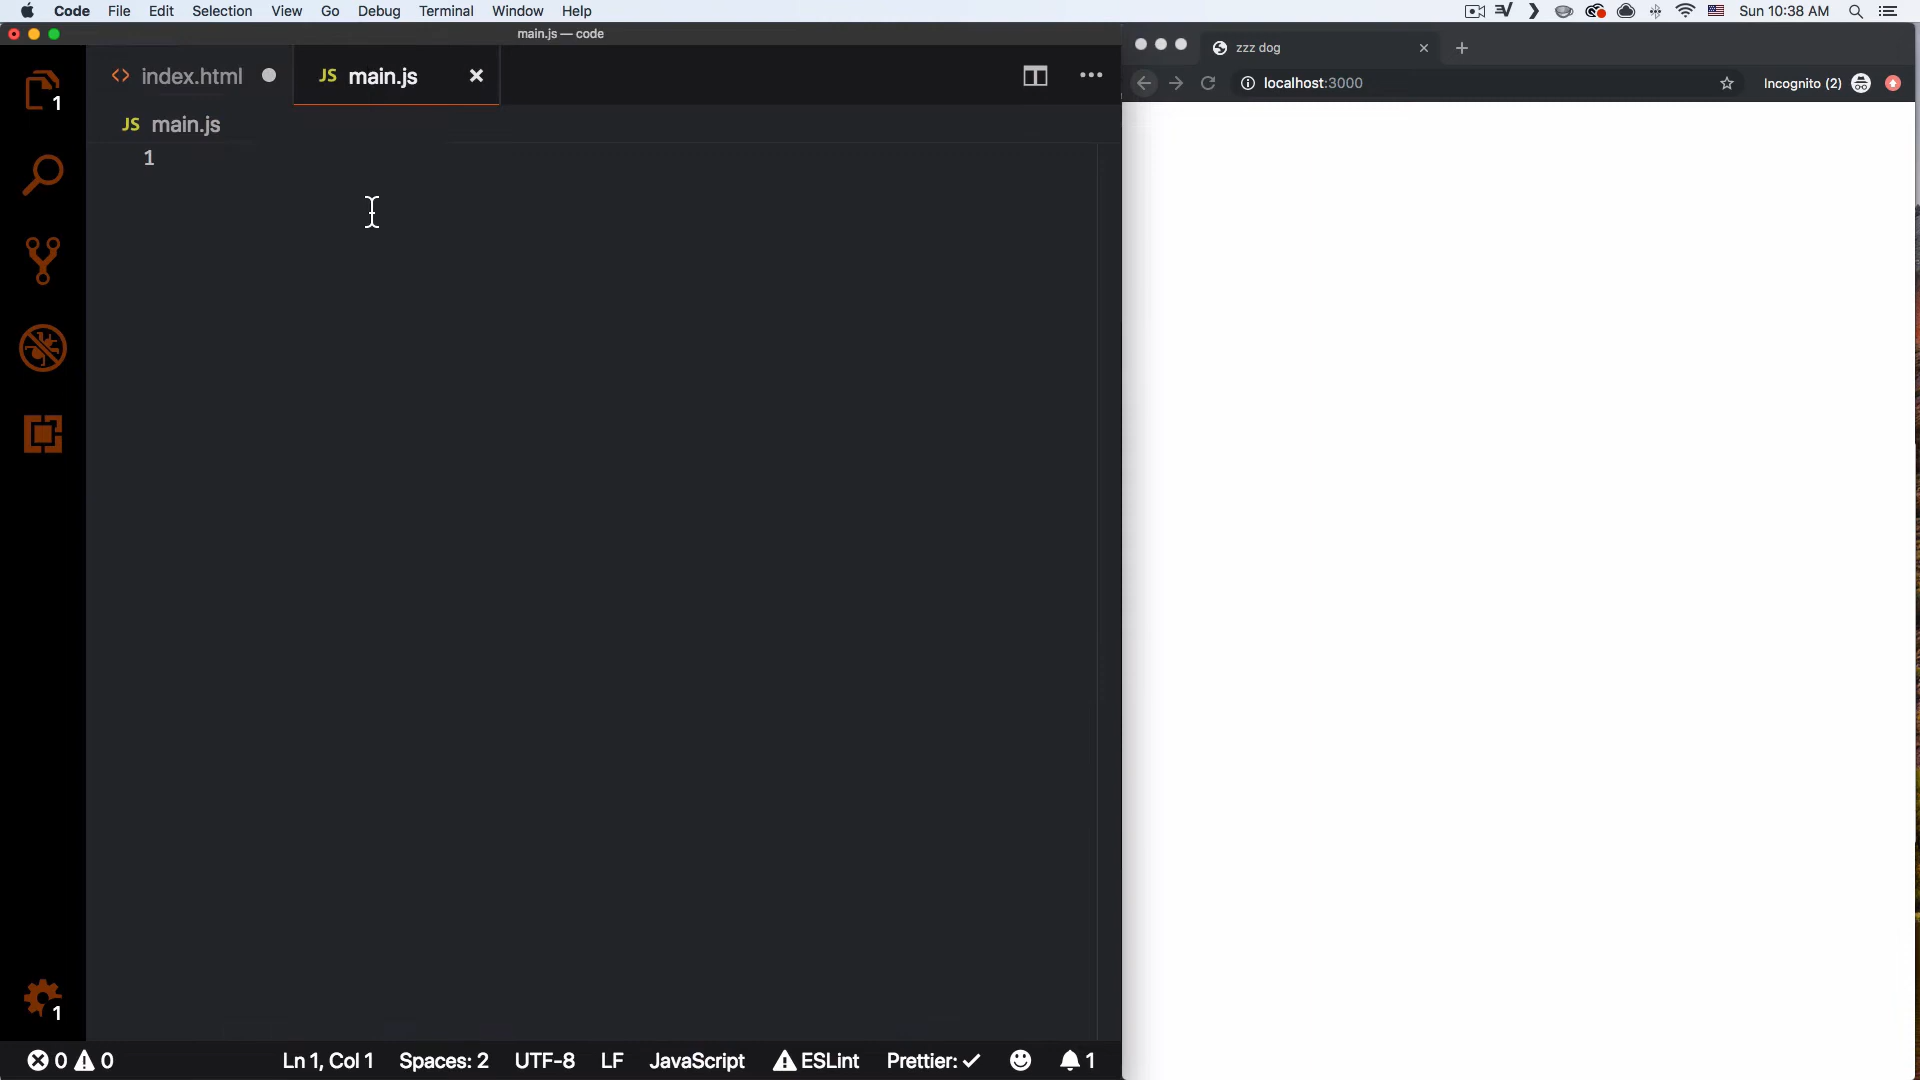 Code File Edit Selection View Go Debug Terminal Window Help Sun 10:38 AM
main.js — code
index.html JS main.js
JS main.js
1
1
1
zzz dog
localhost:3000 Incognito (2)
0 0 Ln 1, Col 1 Spaces: 2 UTF-8 LF JavaScript ESLint Prettier: ✓ 1